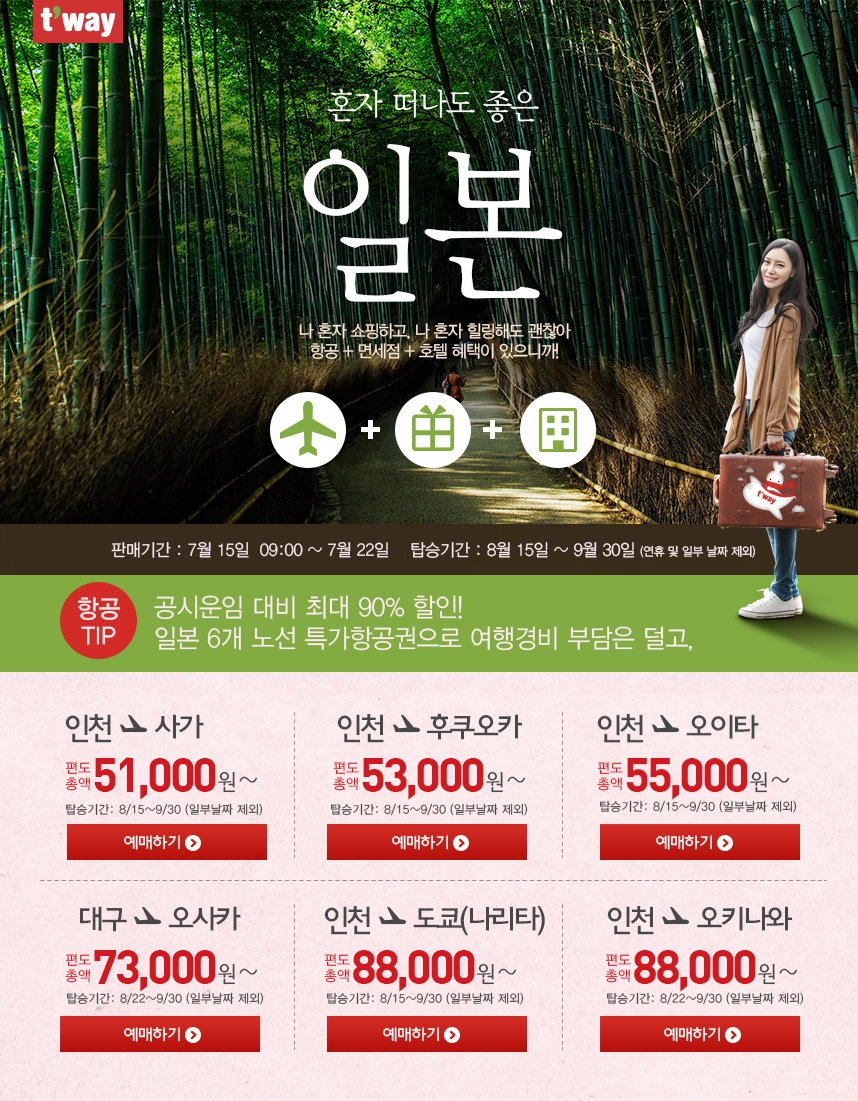 t'way
혼자 떠나도 좋은
일본
나 혼자 쇼핑하고, 나 혼자 힐링해도 괜찮아
항공 + 면세점 + 호텔 혜택이 있으니까!
+ +
t'way
판매기간 : 7월 15일 09:00 ~ 7월 22일 탑승기간 : 8월 15일 ~ 9월 30일 (연휴 및 일부 날짜 제외)
항공
TIP
공시운임 대비 최대 90% 할인!
일본 6개 노선 특가항공권으로 여행경비 부담은 덜고,
인천 사가
편도
총액 51,000원~
탑승기간: 8/15~9/30 (일부날짜 제외)
예매하기
인천 후쿠오카
편도
총액 53,000원~
탑승기간: 8/15~9/30 (일부날짜 제외)
예매하기
인천 오이타
편도
총액 55,000원~
탑승기간: 8/15~9/30 (일부날짜 제외)
예매하기
대구 오사카
편도
총액 73,000원~
탑승기간: 8/22~9/30 (일부날짜 제외)
예매하기
인천 도쿄(나리타)
편도
총액 88,000원~
탑승기간: 8/15~9/30 (일부날짜 제외)
예매하기
인천 오키나와
편도
총액 88,000원~
탑승기간: 8/22~9/30 (일부날짜 제외)
예매하기